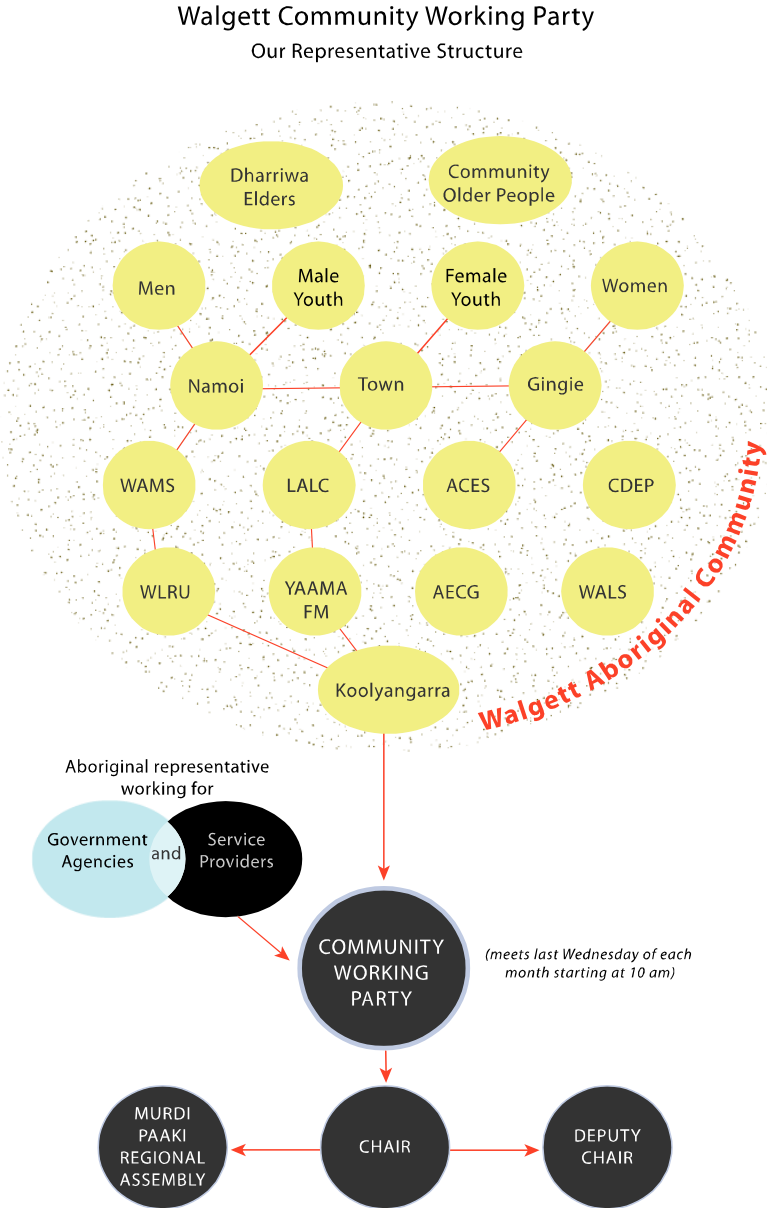 Walgett Community Working Party
Our Representative Structure
Dharriwa
Elders
Community
Older People
Men
Male
Youth
Female
Youth
Women
Namoi
Town
Gingie
WAMS
LALC
ACES
CDEP
WLRU
YAAMA
FM
AECG
WALS
Koolyangarra
Walgett Aboriginal Community
Aboriginal representative
working for
Government
Agencies
and
Service
Providers
COMMUNITY
WORKING
PARTY
(meets last Wednesday of each
month starting at 10 am)
MURDI
PAAKI
REGIONAL
ASSEMBLY
CHAIR
DEPUTY
CHAIR